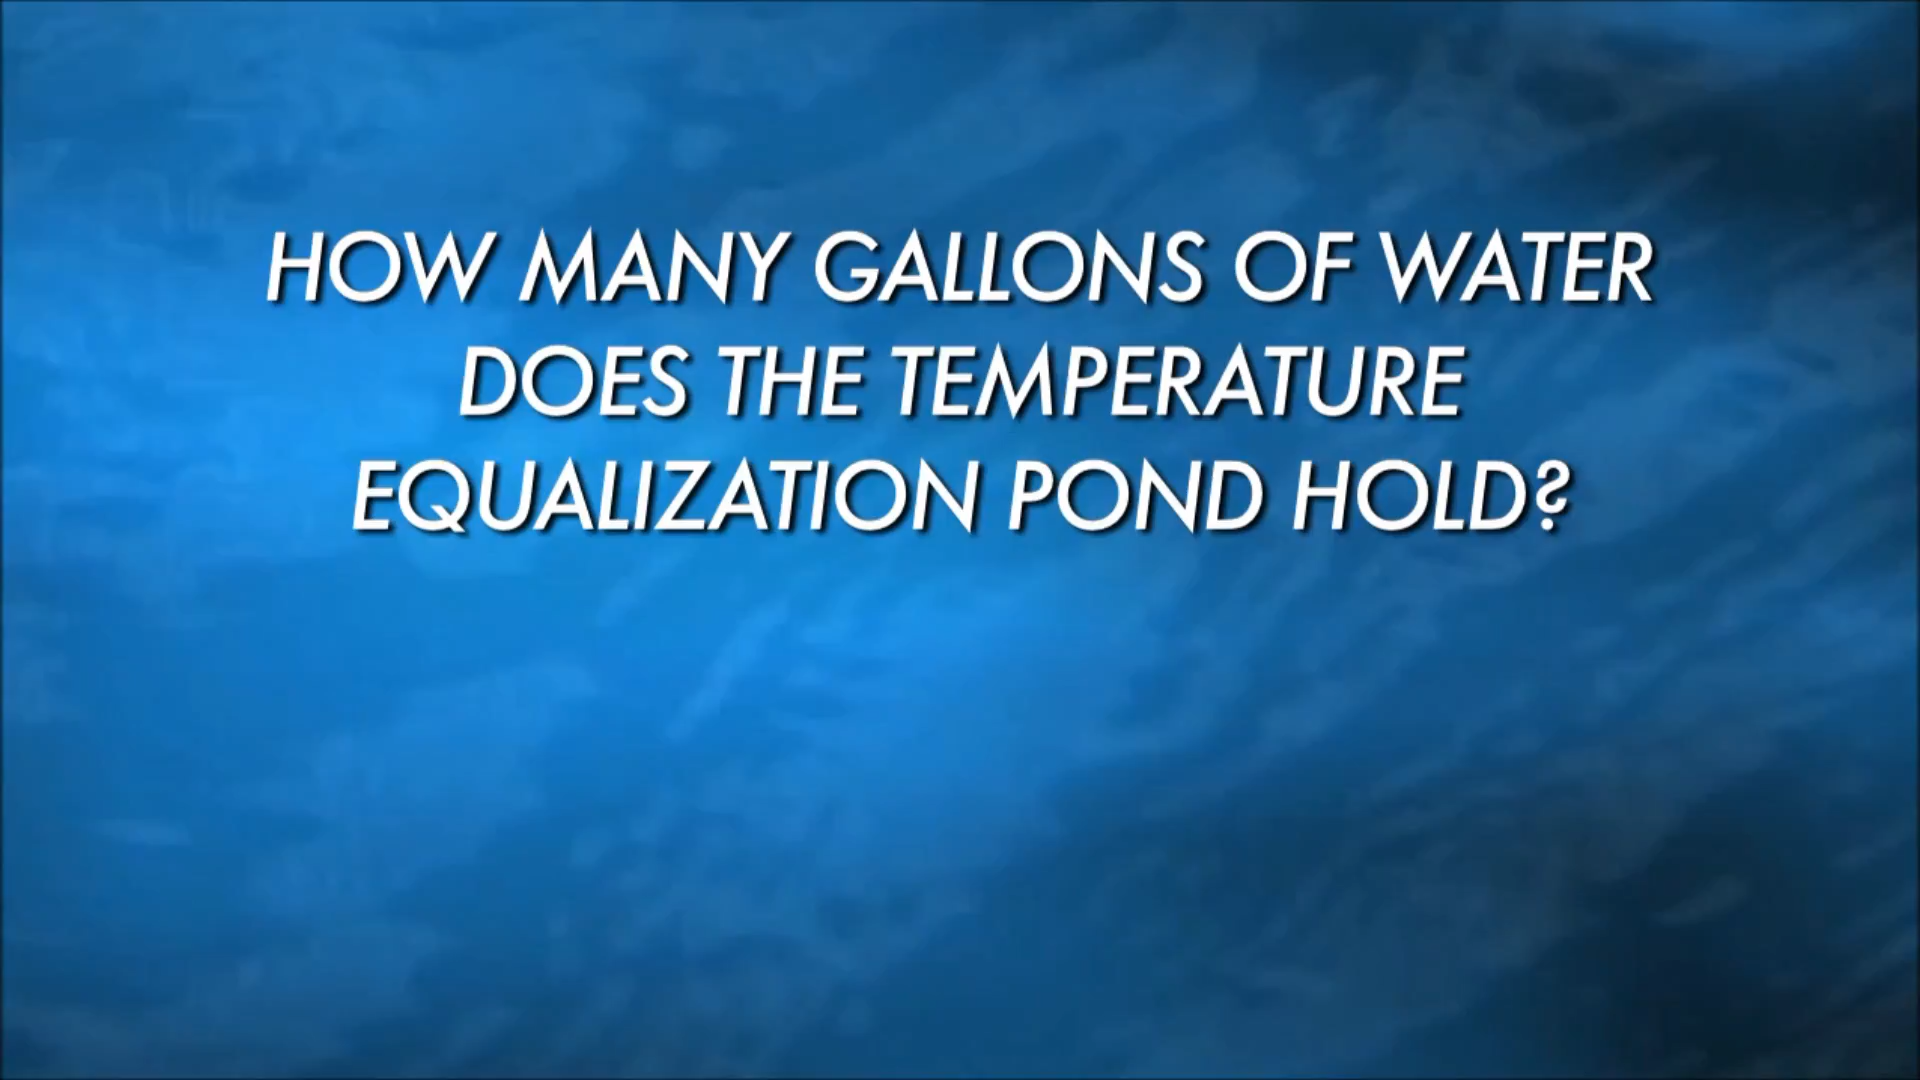 HOW MANY GALLONS OF WATER
DOES THE TEMPERATURE
EQUALIZATION POND HOLD?